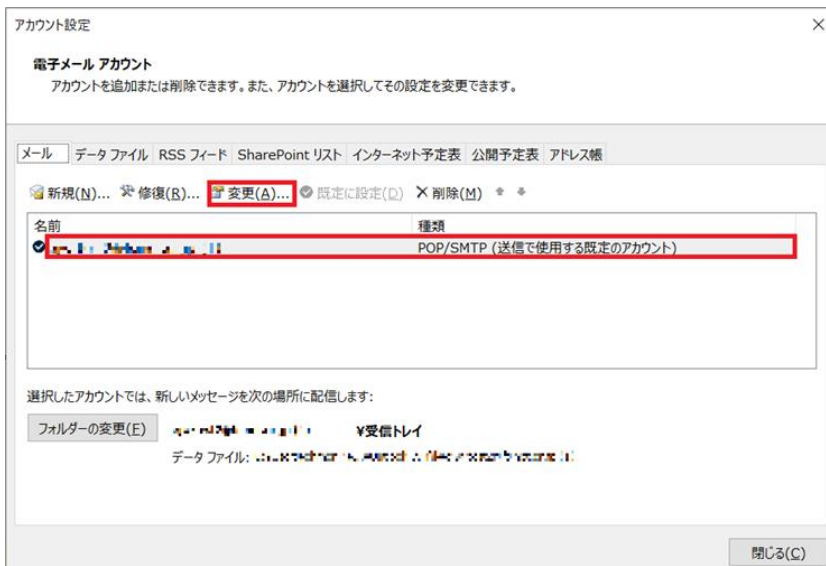 アカウント設定
電子メール アカウント
アカウントを追加または削除できます。また、アカウントを選択してその設定を変更できます。
メール データ ファイル RSS フィード SharePoint リスト インターネット予定表 公開予定表 アドレス帳
新規(N)... 修復(R)... 変更(A)... 既定に設定(D) 削除(M)
名前 種類
POP/SMTP (送信で使用する既定のアカウント)
選択したアカウントでは、新しいメッセージを次の場所に配信します:
フォルダーの変更(F) ¥受信トレイ
データ ファイル:
閉じる(C)